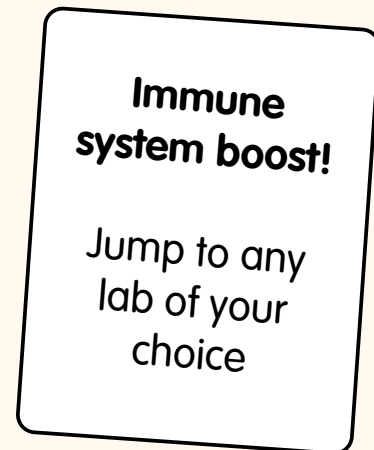 Immune
system boost!
Jump to any
lab of your
choice